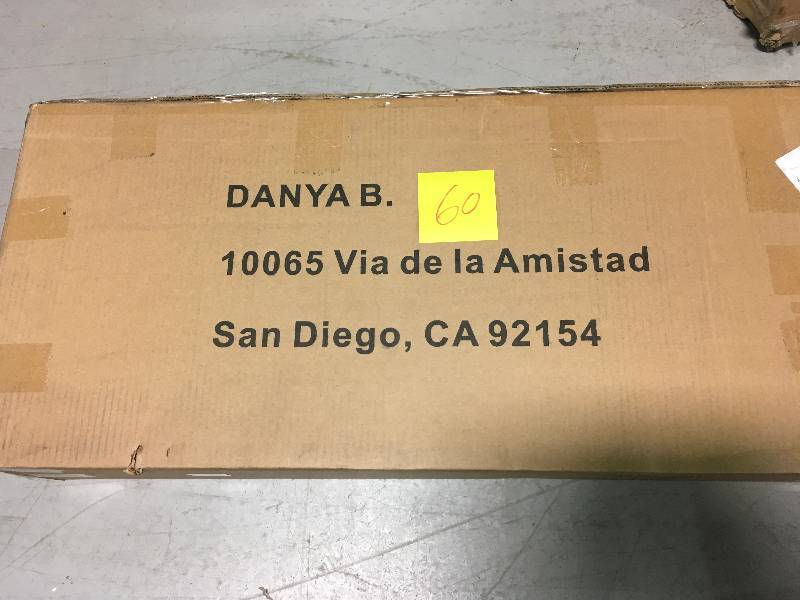 DANYA B.
60
10065 Via de la Amistad
San Diego, CA 92154